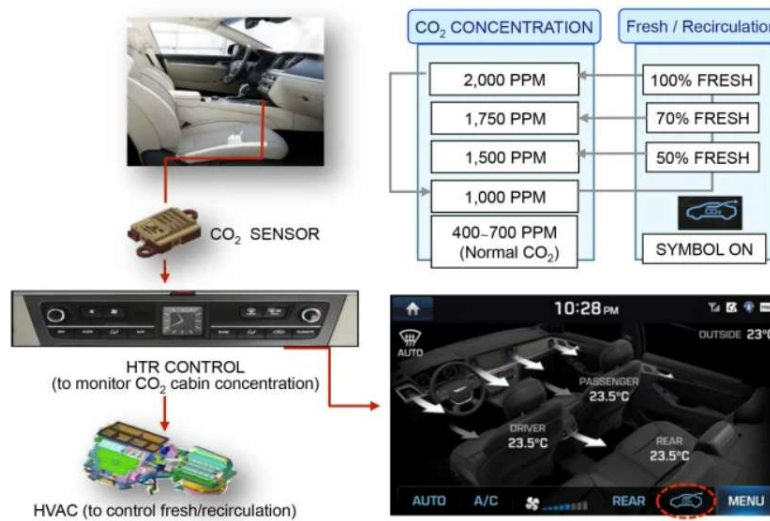 CO₂ SENSOR
HTR CONTROL
(to monitor CO₂ cabin concentration)
HVAC (to control fresh/recirculation)
CO₂ CONCENTRATION
2,000 PPM
1,750 PPM
1,500 PPM
1,000 PPM
400~700 PPM
(Normal CO₂)
Fresh / Recirculation
100% FRESH
70% FRESH
50% FRESH
CO₂
SYMBOL ON
10:28 PM
AUTO
OUTSIDE 23°
PASSENGER
23.5°C
DRIVER
23.5°C
REAR
23.5°C
AUTO A/C REAR MENU